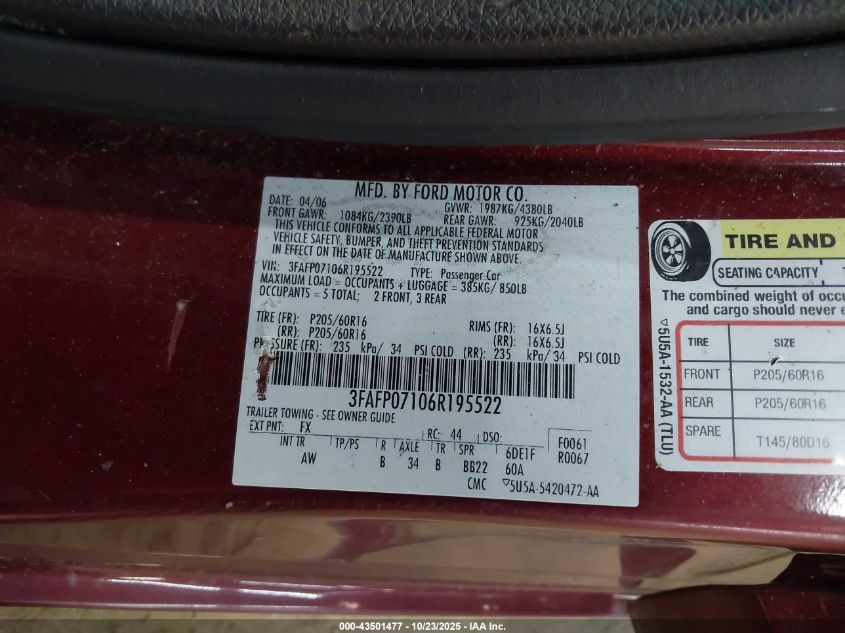 MFD. BY FORD MOTOR CO.
DATE: 04/06 GVWR: 1987KG/4380LB
FRONT GAWR: 1084KG/2390LB REAR GAWR: 925KG/2040LB
THIS VEHICLE CONFORMS TO ALL APPLICABLE FEDERAL MOTOR
VEHICLE SAFETY, BUMPER, AND THEFT PREVENTION STANDARDS
IN EFFECT ON THE DATE OF MANUFACTURE SHOWN ABOVE.
VIN: 3FAFP07106R195522 TYPE: Passenger Car
MAXIMUM LOAD = OCCUPANTS + LUGGAGE = 385KG/ 850LB
OCCUPANTS = 5 TOTAL; 2 FRONT, 3 REAR
TIRE (FR): P205/60R16 RIMS (FR): 16X6.5J
(RR): P205/60R16 (RR): 16X6.5J
PRESSURE (FR): 235 kPa/ 34 PSI COLD (RR): 235 kPa/ 34 PSI COLD
3FAFP07106R195522
TRAILER TOWING - SEE OWNER GUIDE
EXT PNT: FX RC: 44 DSO: F0061
INT TR TP/PS R AXLE TR SPR 6DE1F R0067
AW B 34 B BB22 60A
CMC ▽5U5A-5420472-AA
TIRE AND
SEATING CAPACITY
The combined weight of occu
and cargo should never e
TIRE SIZE
FRONT P205/60R16
REAR P205/60R16
SPARE T145/80D16
▽5U5A-1532-AA (TLU)
000-43501477 - 10/23/2025 - IAA Inc.